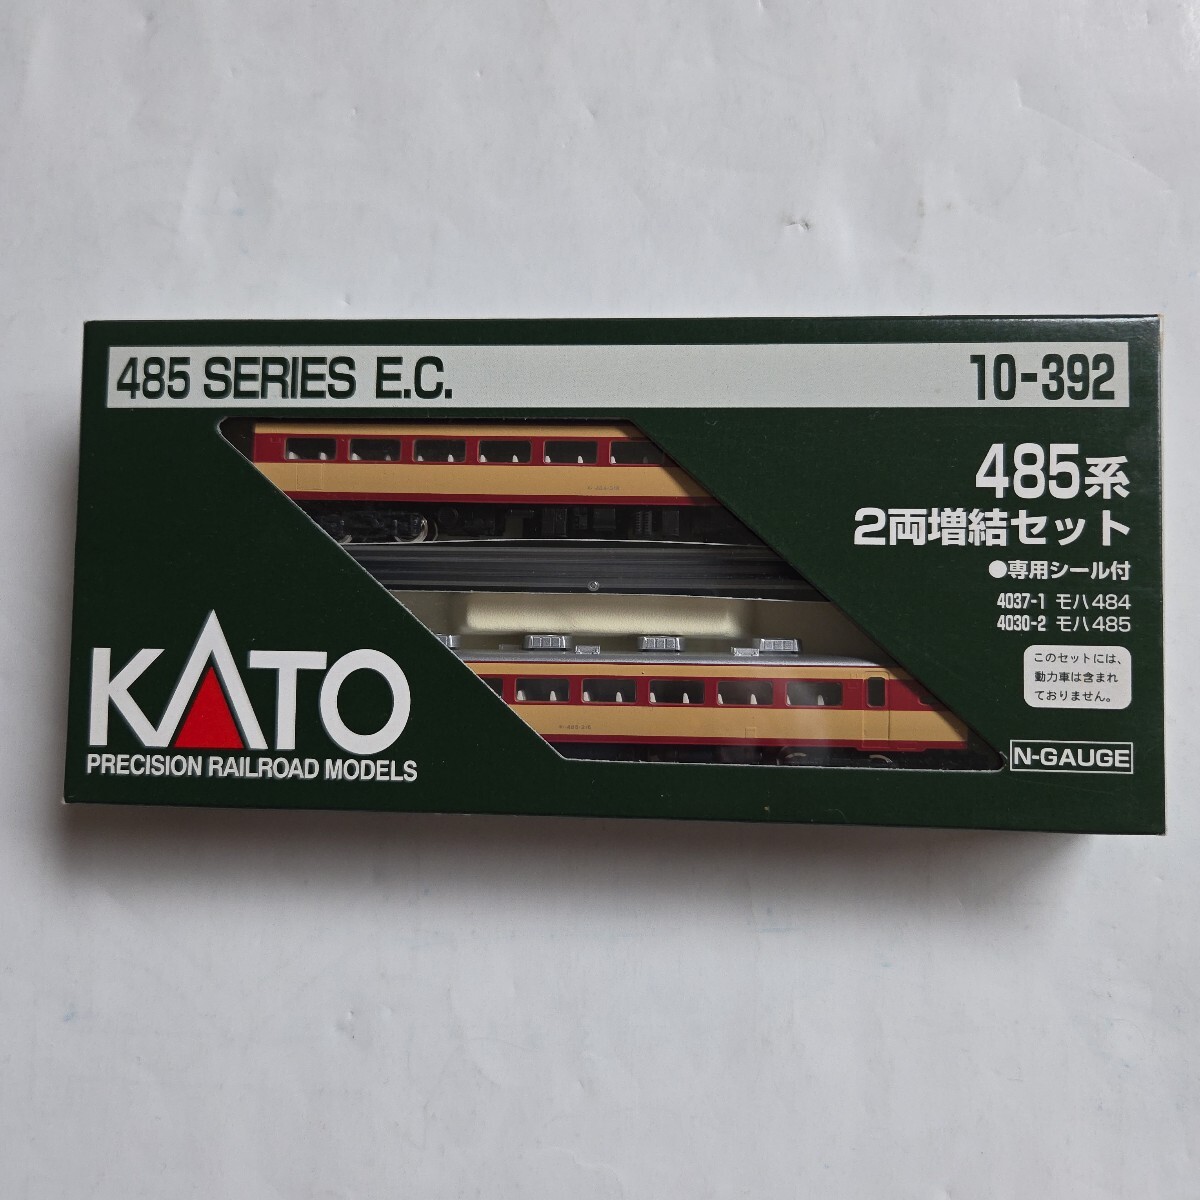 485 SERIES E.C.
10-392
485系
2両増結セット
●専用シール付
4037-1 モハ484
4030-2 モハ485
このセットには、
動力車は含まれ
ておりません。
N-GAUGE
KATO
PRECISION RAILROAD MODELS